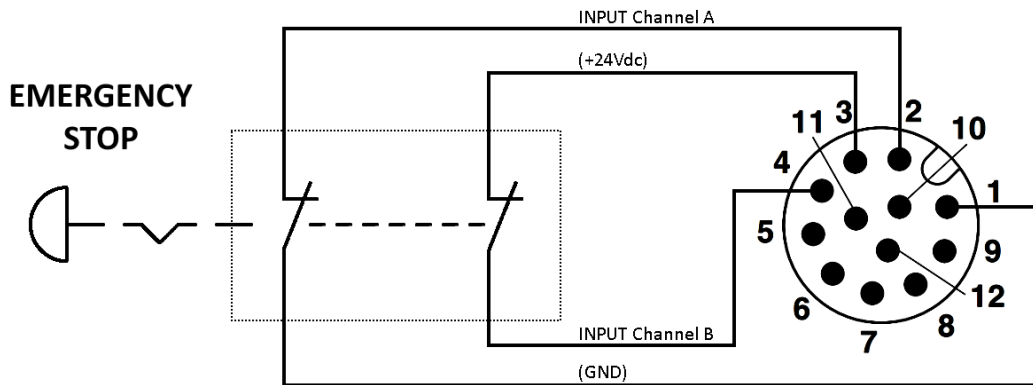 INPUT Channel A
(+24Vdc)
EMERGENCY
STOP
3
2
11
10
4
1
5
9
12
6
8
7
INPUT Channel B
(GND)